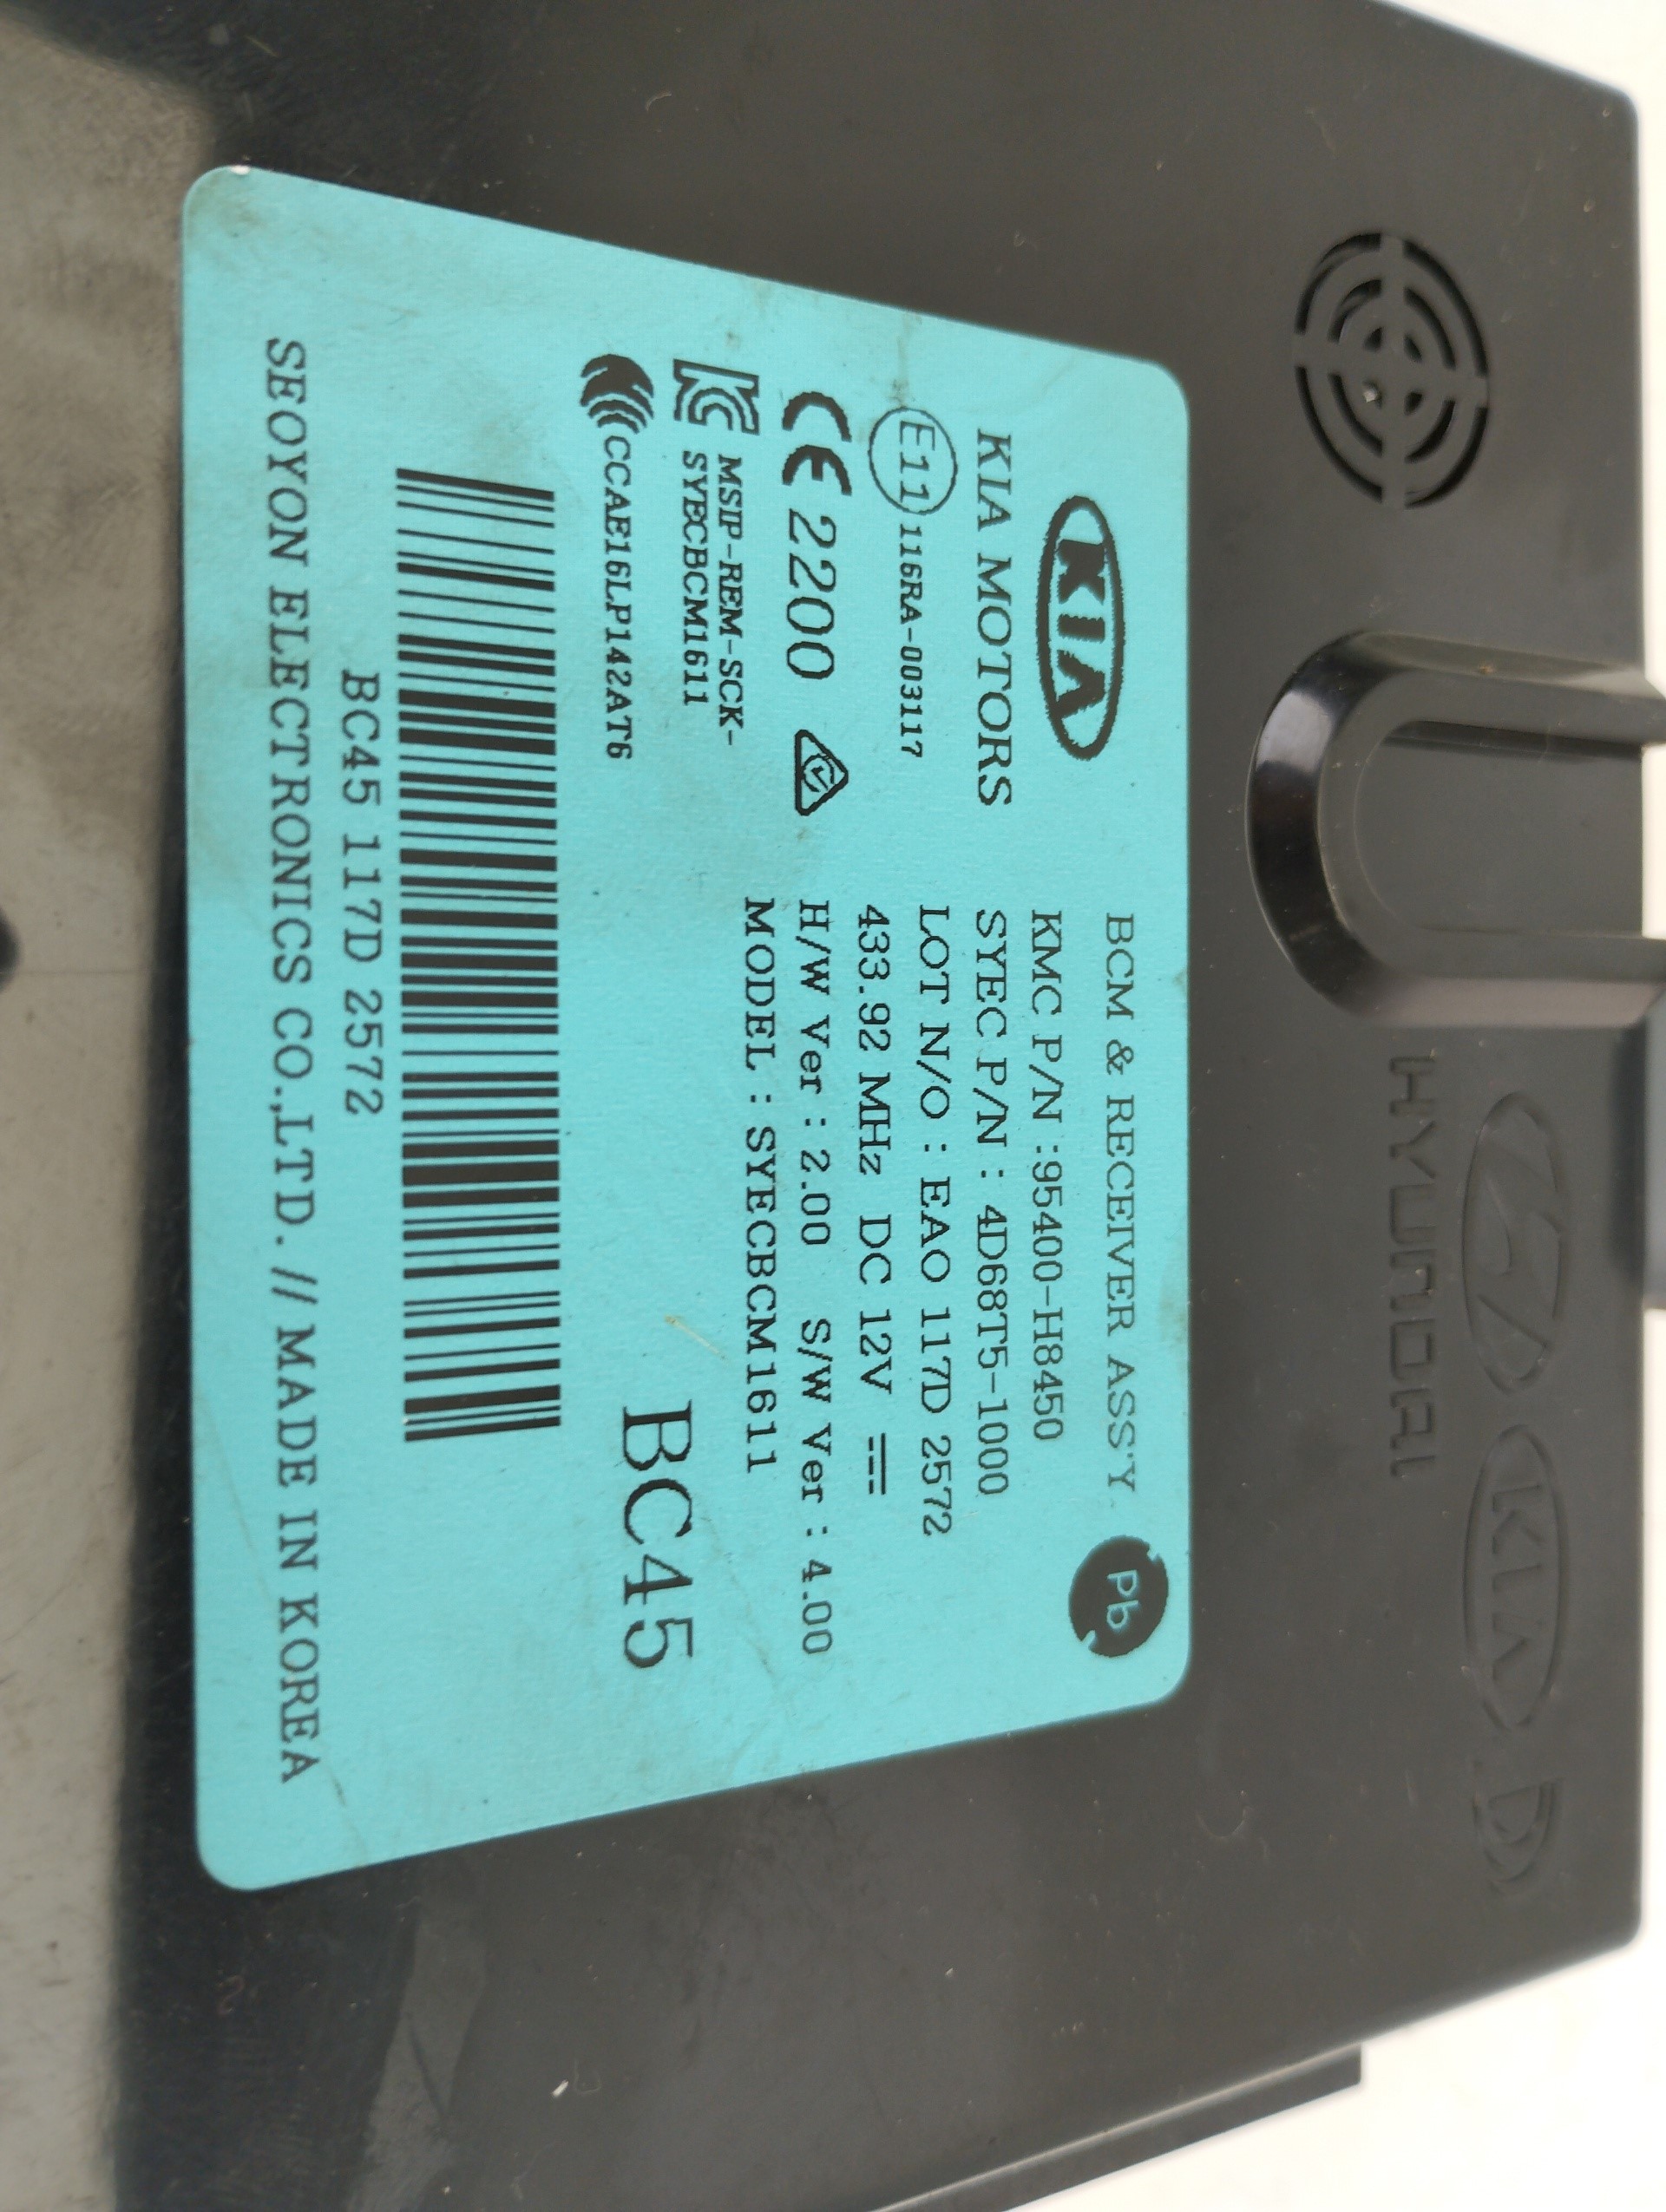 KIA
KIA MOTORS
E11 116RA-003117
CE 2200
KC MSIP-REM-SCK-
SYECBCM1611
CCAE16LP142AT6
BCM & RECEIVER ASS'Y
Pb
KMC P/N :95400-H8450
SYEC P/N : 4D68T5-1000
LOT N/O : EAO 117D 2572
433.92 MHz DC 12V
H/W Ver : 2.00 S/W Ver : 4.00
MODEL : SYECBCM1611
BC45
BC45 117D 2572
SEOYON ELECTRONICS CO.,LTD. // MADE IN KOREA
HYUNDAI
KIA